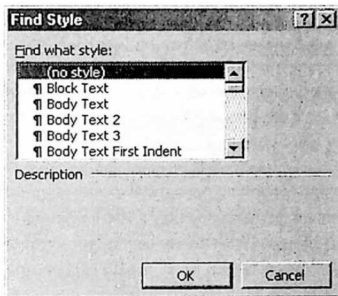 Find Style
Find what style:
(no style)
¶ Block Text
¶ Body Text
¶ Body Text 2
¶ Body Text 3
¶ Body Text First Indent
Description
OK Cancel